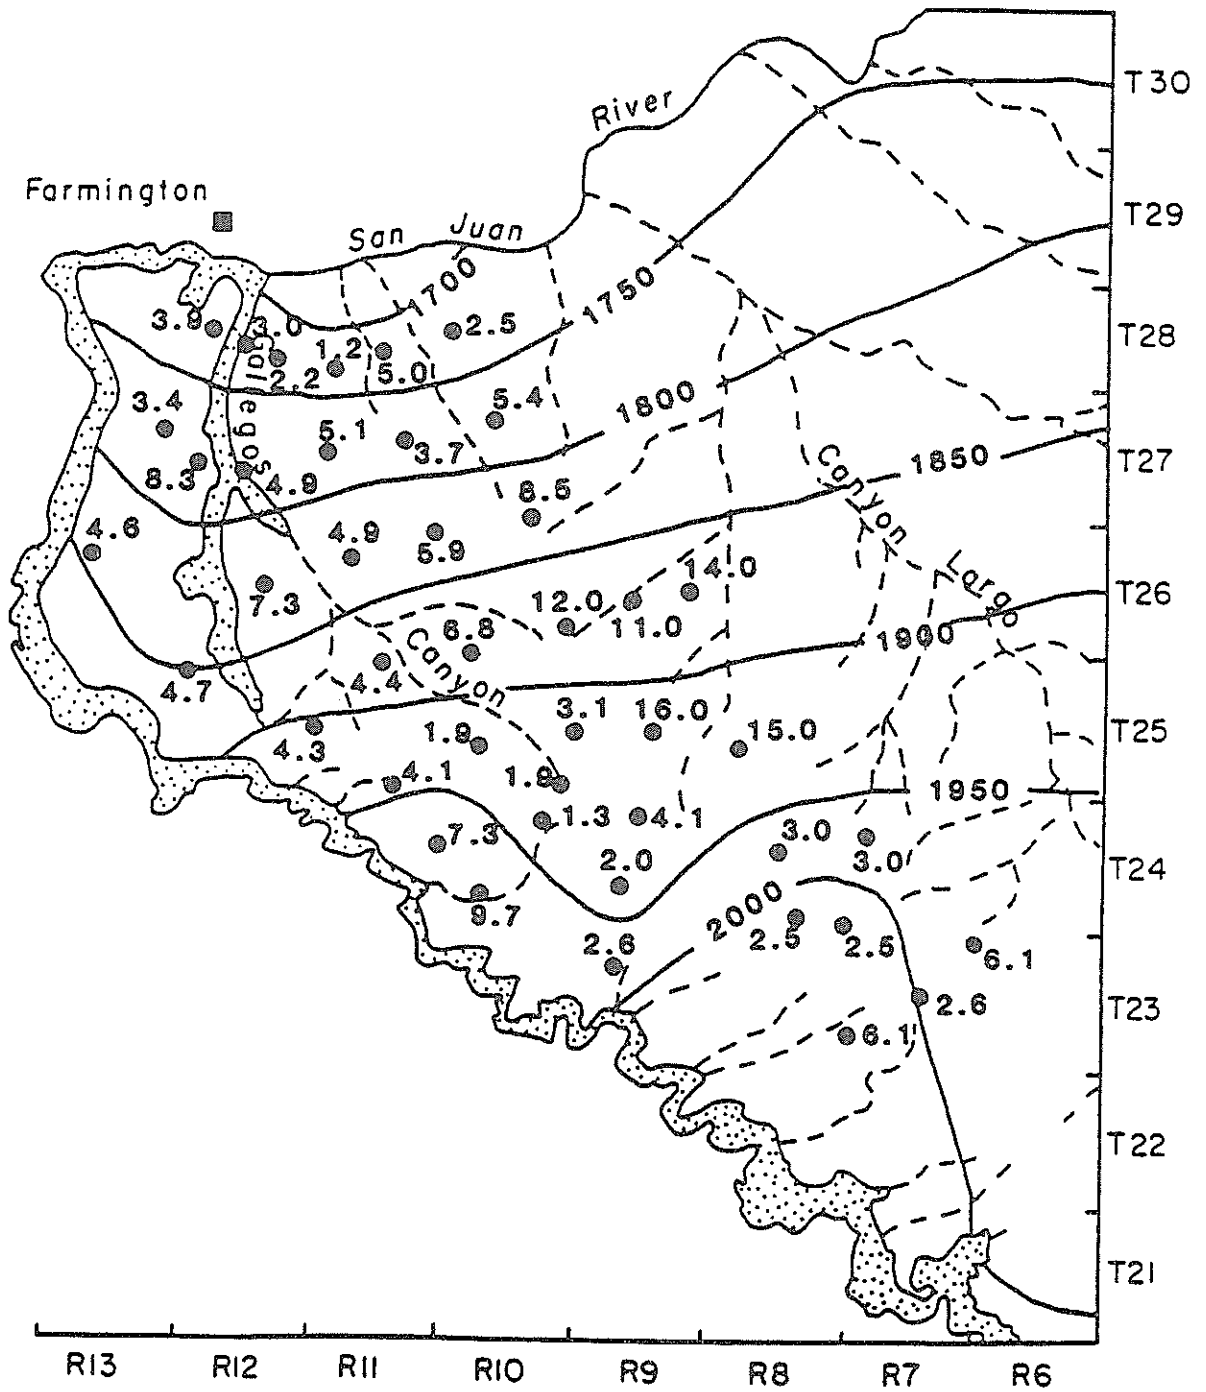 T30
River
Farmington
T29
San Juan
1700
1750
3.9
3.0
2.5
T28
1.2
2.2
5.0
Gallegos
3.4
5.4
1800
5.1
3.7
T27
8.3
4.9
1850
8.5
Canyon
4.6
4.9
5.9
14.0
Largo
T26
7.3
12.0
11.0
6.8
1900
Canyon
4.4
4.7
3.1
16.0
15.0
T25
4.3
1.9
4.1
1.9
1950
1.3
4.1
7.3
3.0
3.0
2.0
T24
9.7
2000
2.6
2.5
2.5
6.1
2.6
T23
6.1
T22
T21
R13 R12 R11 R10 R9 R8 R7 R6